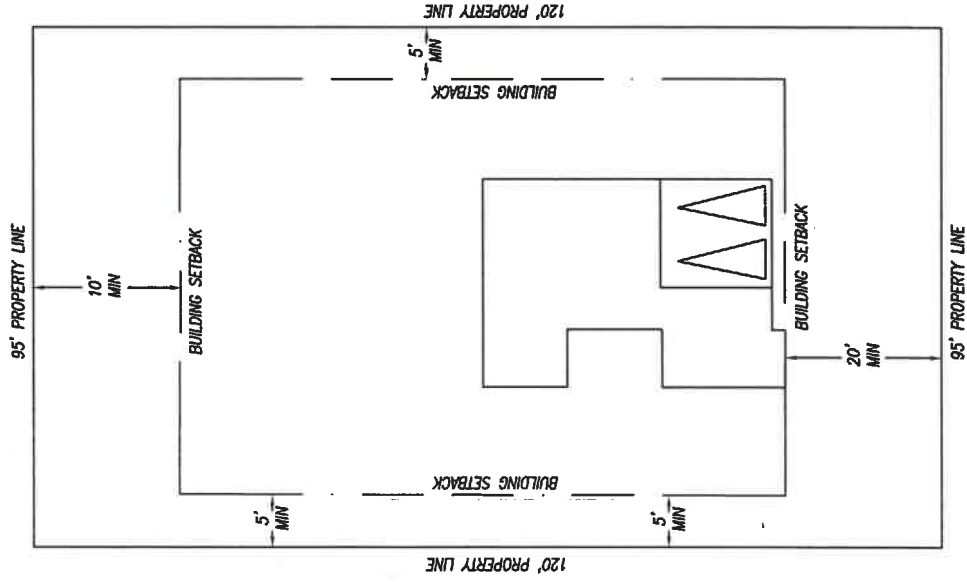 120' PROPERTY LINE
5'
MIN
BUILDING SETBACK
95' PROPERTY LINE
10'
MIN
BUILDING SETBACK
BUILDING SETBACK
20'
MIN
95' PROPERTY LINE
BUILDING SETBACK
5'
MIN
5'
MIN
120' PROPERTY LINE